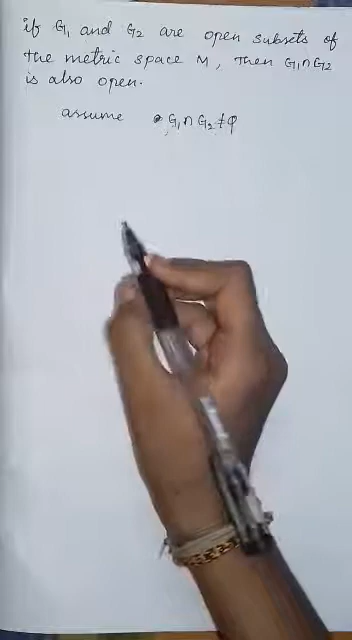 if G₁ and G₂ are open subsets of
the metric space M, then G₁∩G₂
is also open.
assume G₁∩G₂≠φ